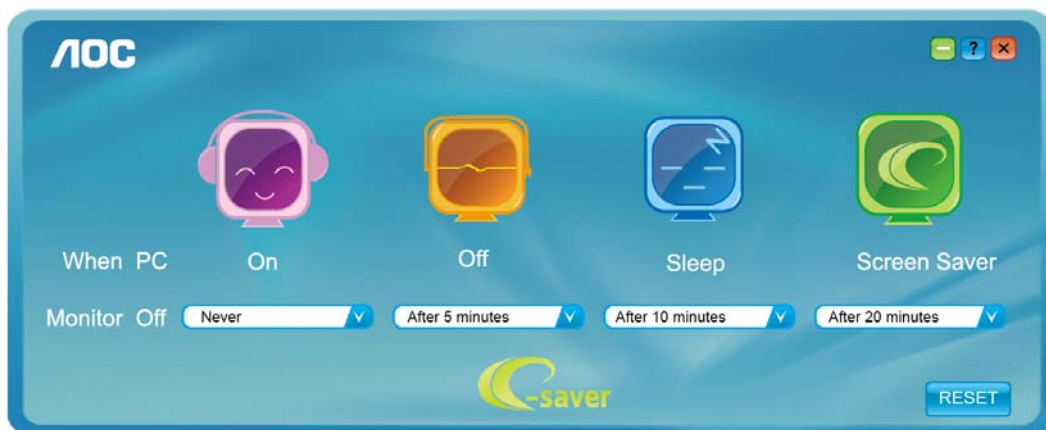 AOC
?
When PC On Off Sleep Screen Saver
Monitor Off Never After 5 minutes After 10 minutes After 20 minutes
e-saver
RESET